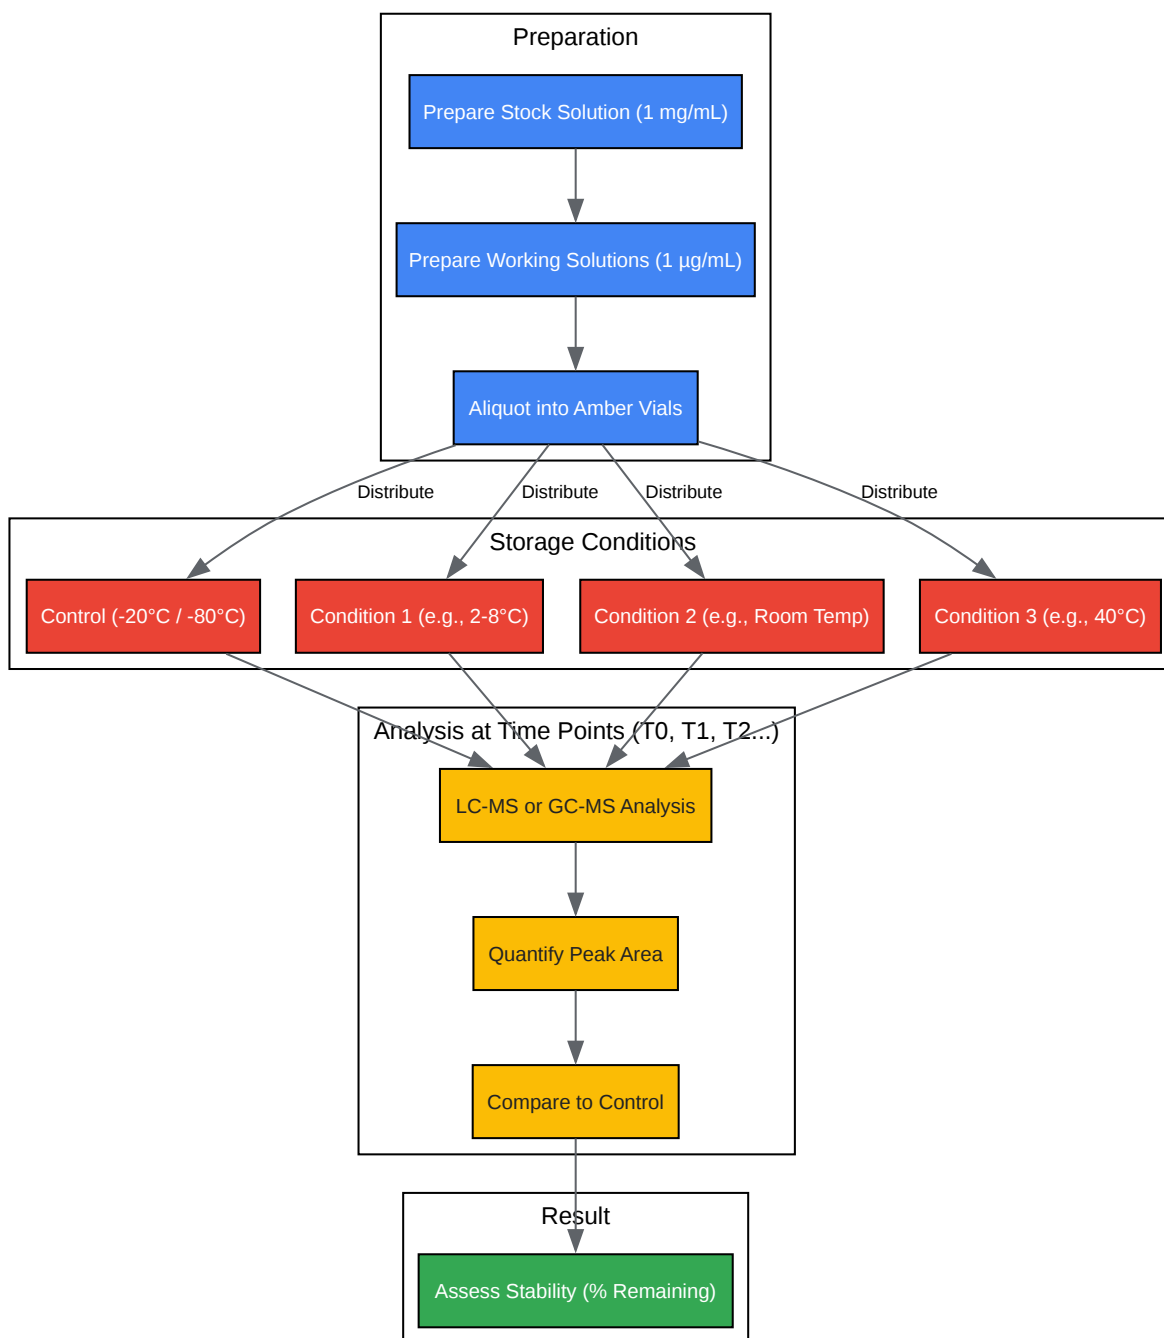 Preparation
Prepare Stock Solution (1 mg/mL)
Prepare Working Solutions (1 µg/mL)
Aliquot into Amber Vials
Distribute
Distribute
Distribute
Distribute
Storage Conditions
Control (-20°C / -80°C)
Condition 1 (e.g., 2-8°C)
Condition 2 (e.g., Room Temp)
Condition 3 (e.g., 40°C)
Analysis at Time Points (T0, T1, T2...)
LC-MS or GC-MS Analysis
Quantify Peak Area
Compare to Control
Result
Assess Stability (% Remaining)